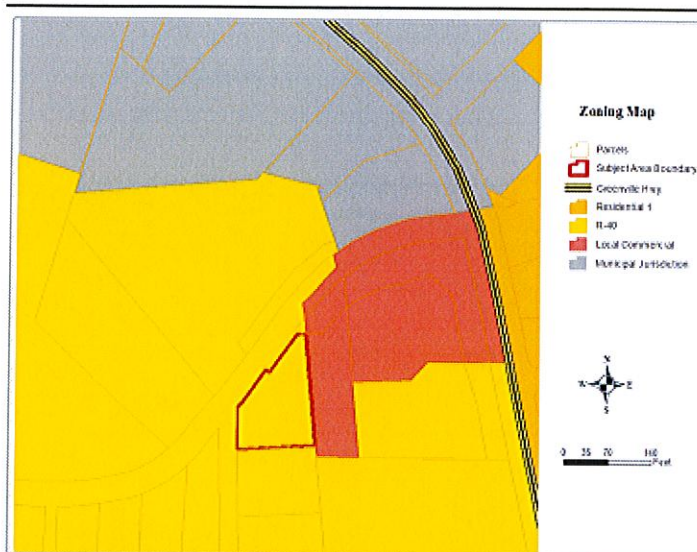 Zoning Map
Parcels
Subject Area Boundary
Greenville Hwy
Residential 1
R-40
Local Commercial
Municipal Jurisdiction
N
W E
S
0 35 70 140
Feet